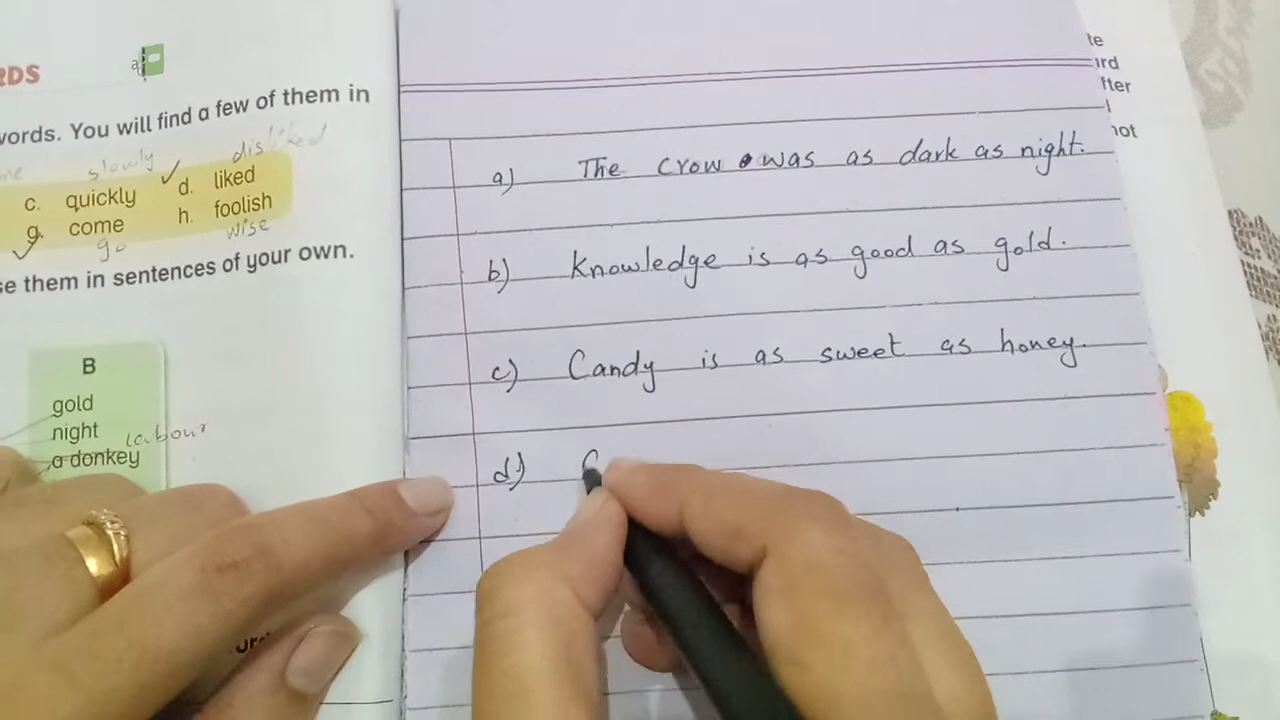 RDS
words. You will find a few of them in
slowly disliked
c. quickly d. liked
g. come h. foolish
go wise
se them in sentences of your own.
B
gold
night
labour
a donkey
a) The crow was as dark as night.
b) Knowledge is as good as gold.
c) Candy is as sweet as honey.
d)
te
ird
fter
not